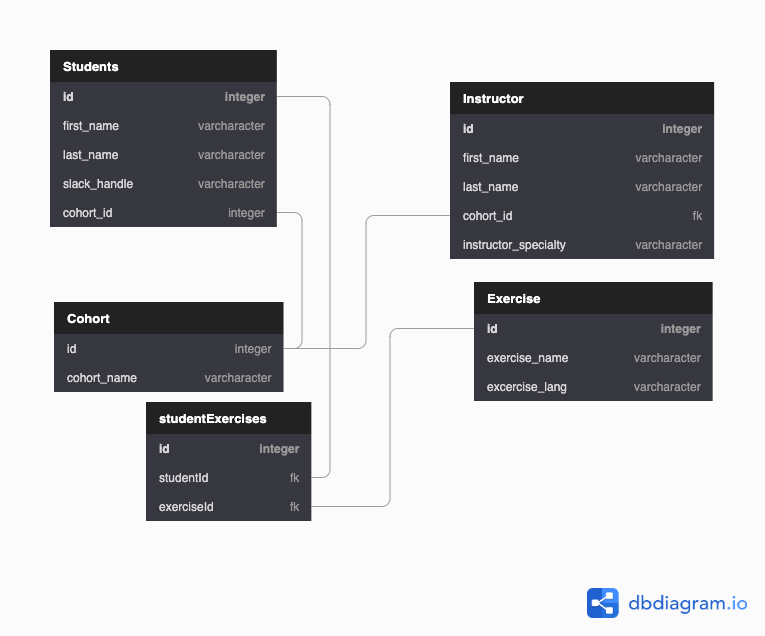 Students
id integer
first_name varcharacter
last_name varcharacter
slack_handle varcharacter
cohort_id integer
Instructor
id integer
first_name varcharacter
last_name varcharacter
cohort_id fk
instructor_specialty varcharacter
Cohort
id integer
cohort_name varcharacter
Exercise
id integer
exercise_name varcharacter
excercise_lang varcharacter
studentExercises
id integer
studentId fk
exerciseId fk
dbdiagram.io